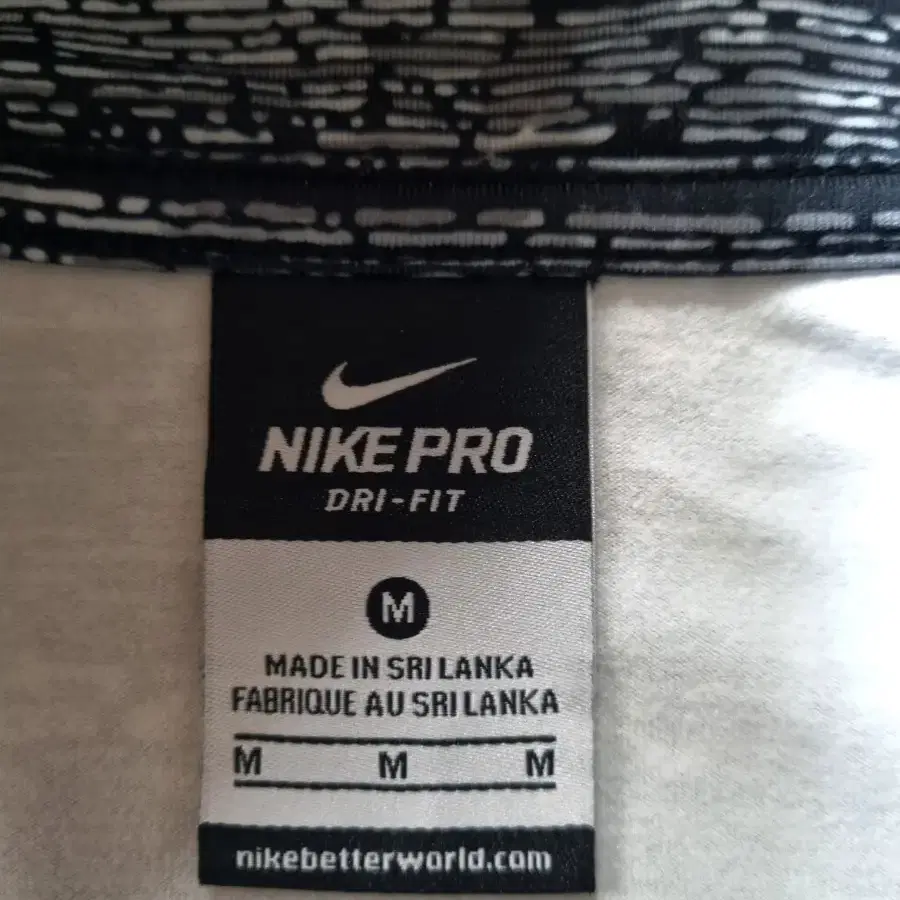 NIKE PRO
DRI-FIT
M
MADE IN SRI LANKA
FABRIQUE AU SRI LANKA
M M M
nikebetterworld.com